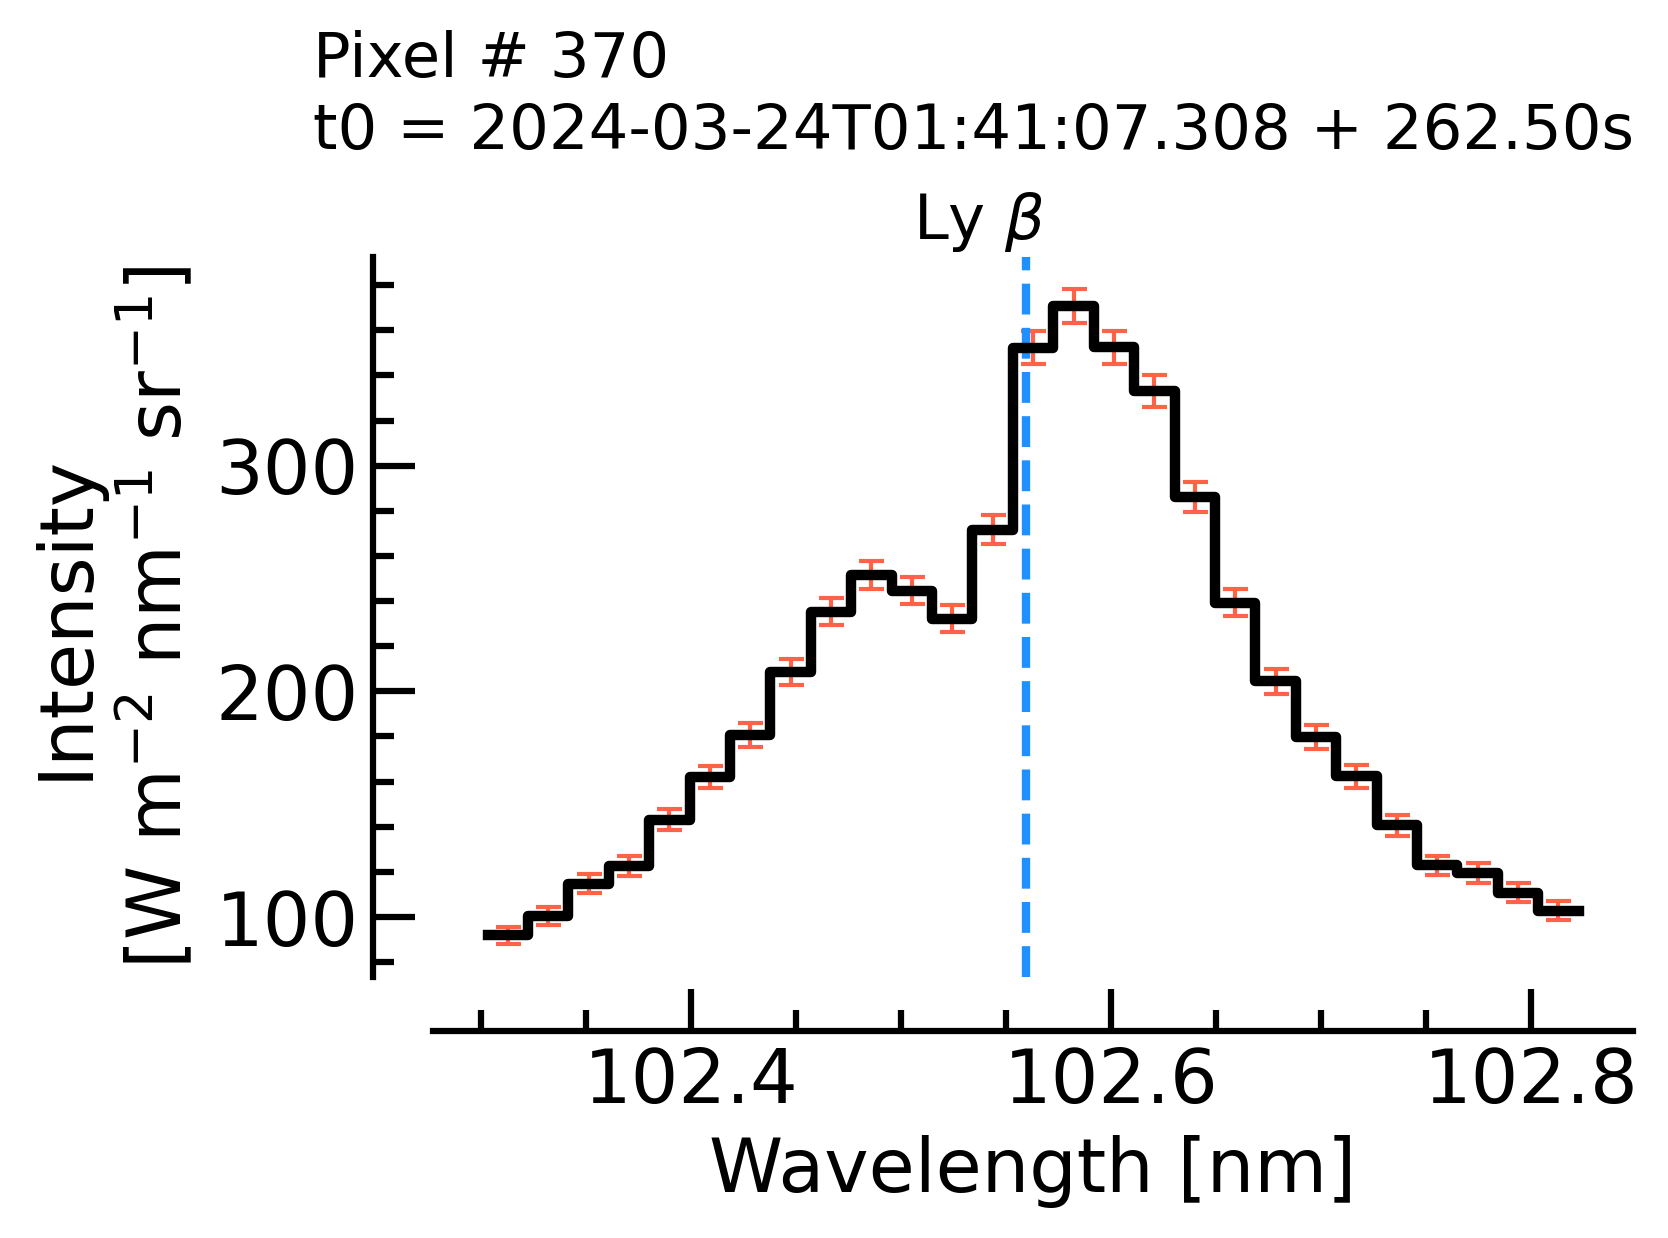 Pixel # 370
t0 = 2024-03-24T01:41:07.308 + 262.50s
Ly β
Intensity
[W m⁻² nm⁻¹ sr⁻¹]
300
200
100
102.4
102.6
102.8
Wavelength [nm]